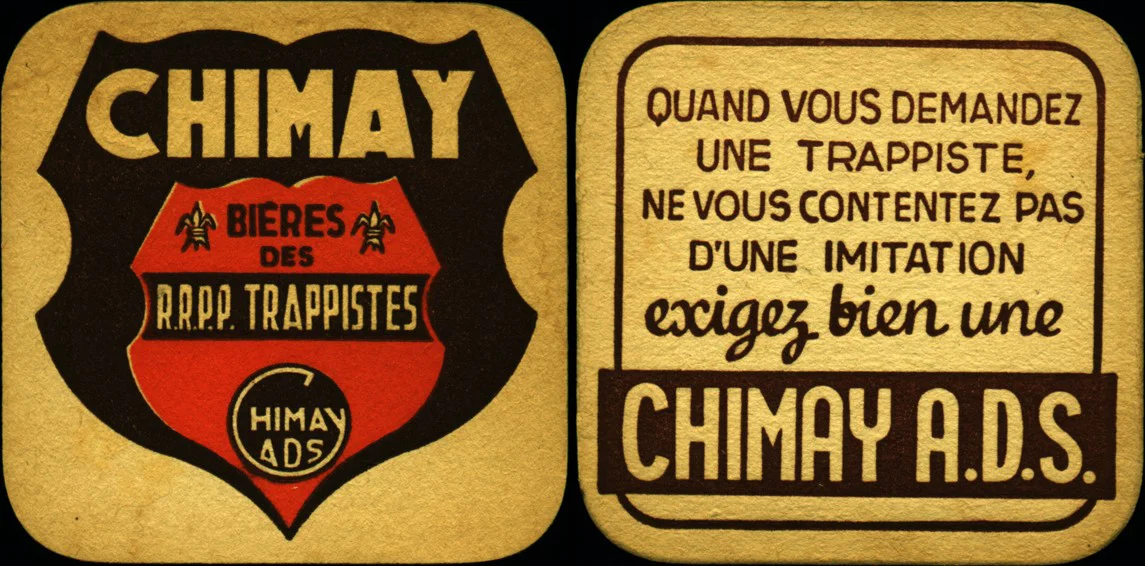 CHIMAY
BIÈRES
DES
R.R.P.P. TRAPPISTES
CHIMAY
ADS
QUAND VOUS DEMANDEZ
UNE TRAPPISTE,
NE VOUS CONTENTEZ PAS
D'UNE IMITATION
exigez bien une
CHIMAY A.D.S.